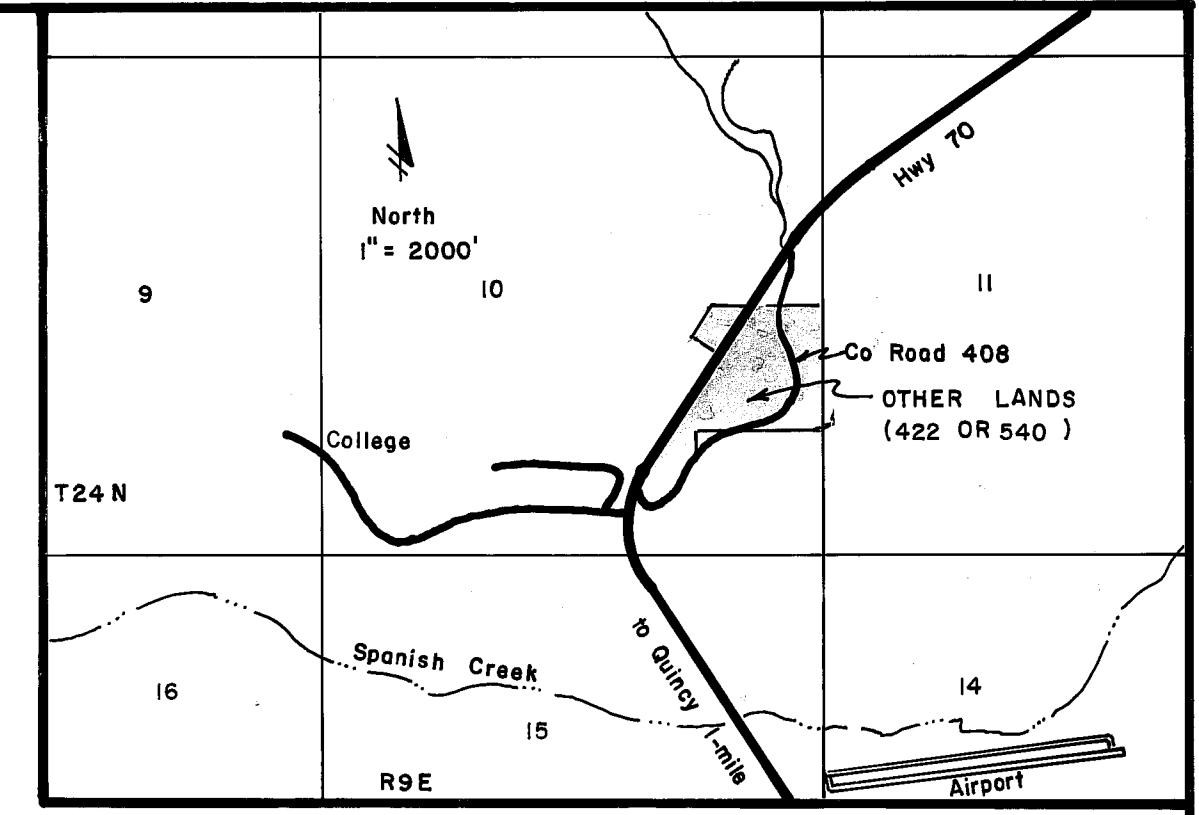 Hwy 70
North
1" = 2000'
9
10
11
Co Road 408
OTHER LANDS
(422 OR 540 )
College
T24N
to Quincy 1-mile
Spanish Creek
16
15
14
R9E
Airport